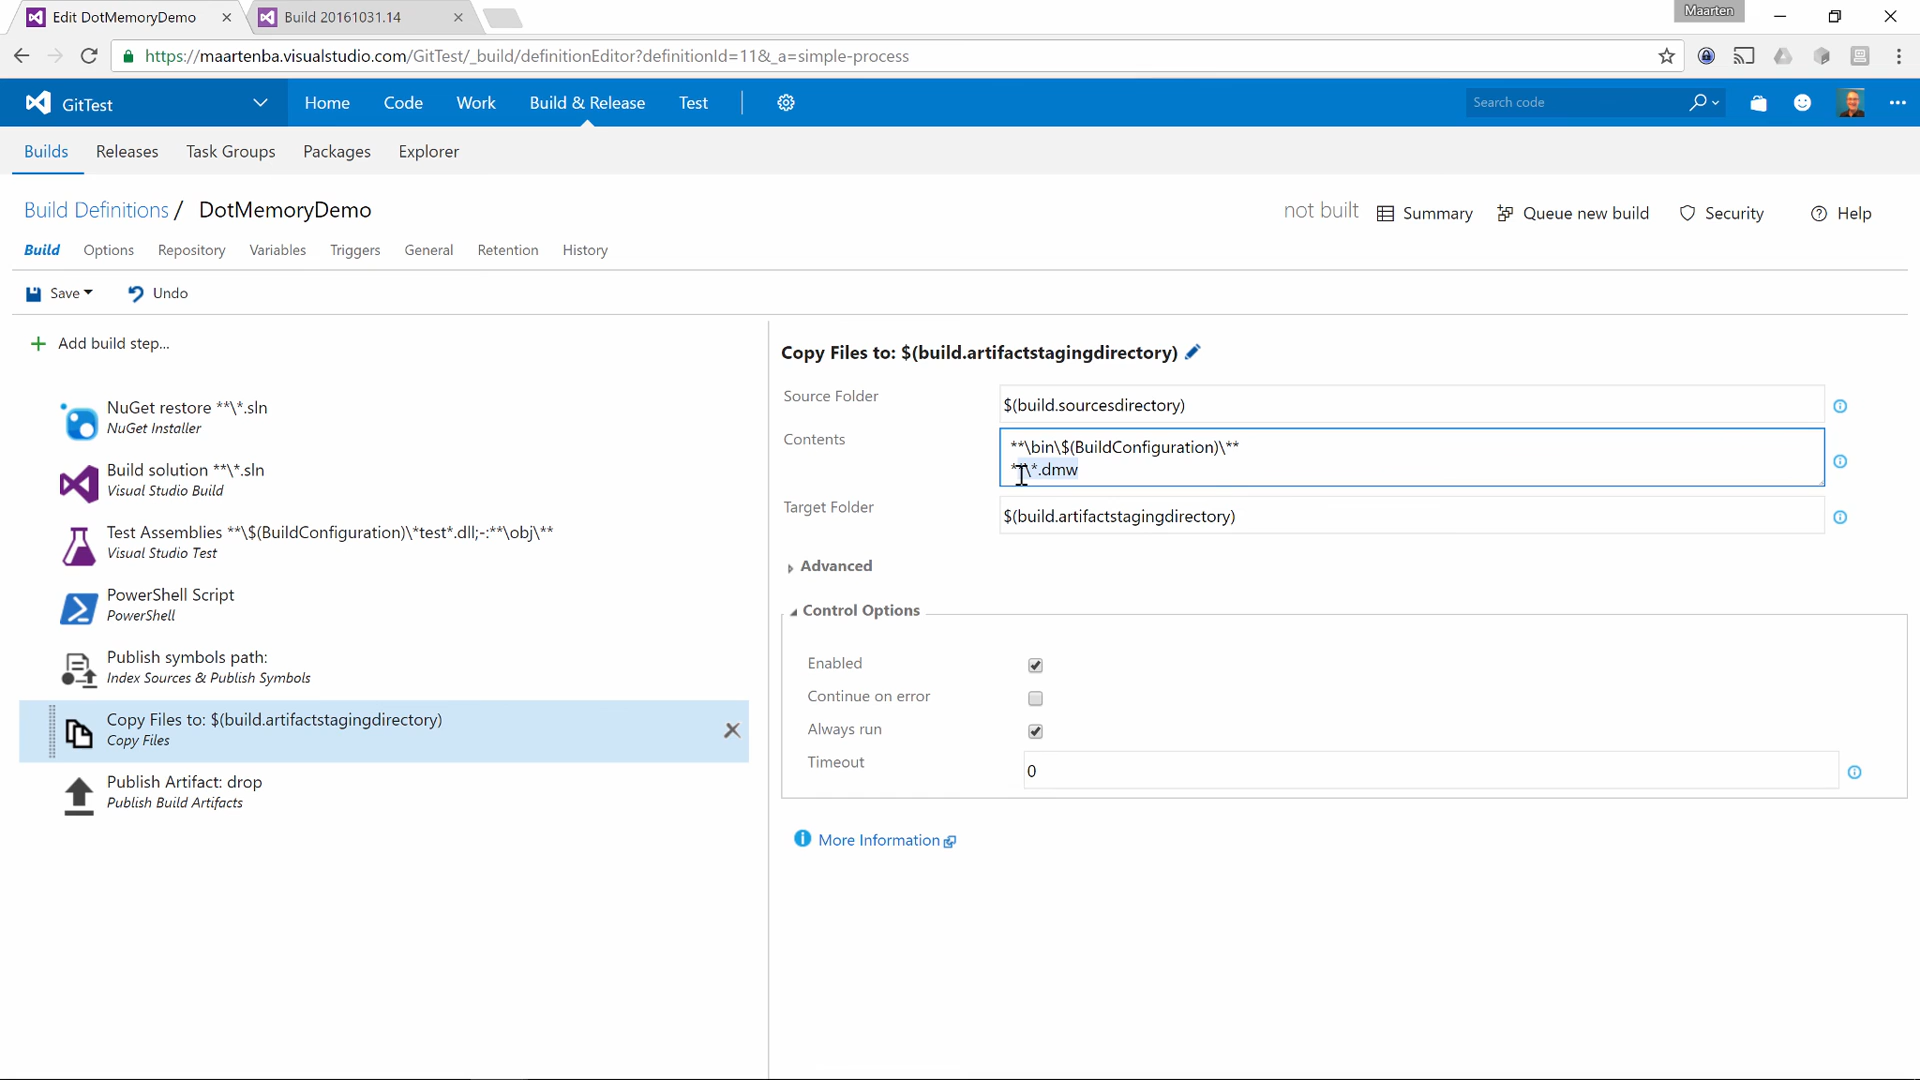 Edit DotMemoryDemo
Build 20161031.14
Maarten
https://maartenba.visualstudio.com/GitTest/_build/definitionEditor?definitionId=11&_a=simple-process
GitTest
Home
Code
Work
Build & Release
Test
Search code
Builds
Releases
Task Groups
Packages
Explorer
Build Definitions / DotMemoryDemo
not built
Summary
Queue new build
Security
Help
Build
Options
Repository
Variables
Triggers
General
Retention
History
Save
Undo
Add build step...
NuGet restore **\*.sln
NuGet Installer
Build solution **\*.sln
Visual Studio Build
Test Assemblies **\$(BuildConfiguration)\*test*.dll;-:**\obj\**
Visual Studio Test
PowerShell Script
PowerShell
Publish symbols path:
Index Sources & Publish Symbols
Copy Files to: $(build.artifactstagingdirectory)
Copy Files
Publish Artifact: drop
Publish Build Artifacts
Copy Files to: $(build.artifactstagingdirectory)
Source Folder
$(build.sourcesdirectory)
Contents
**\bin\$(BuildConfiguration)\**
**\*.dmw
Target Folder
$(build.artifactstagingdirectory)
Advanced
Control Options
Enabled
Continue on error
Always run
Timeout
0
More Information